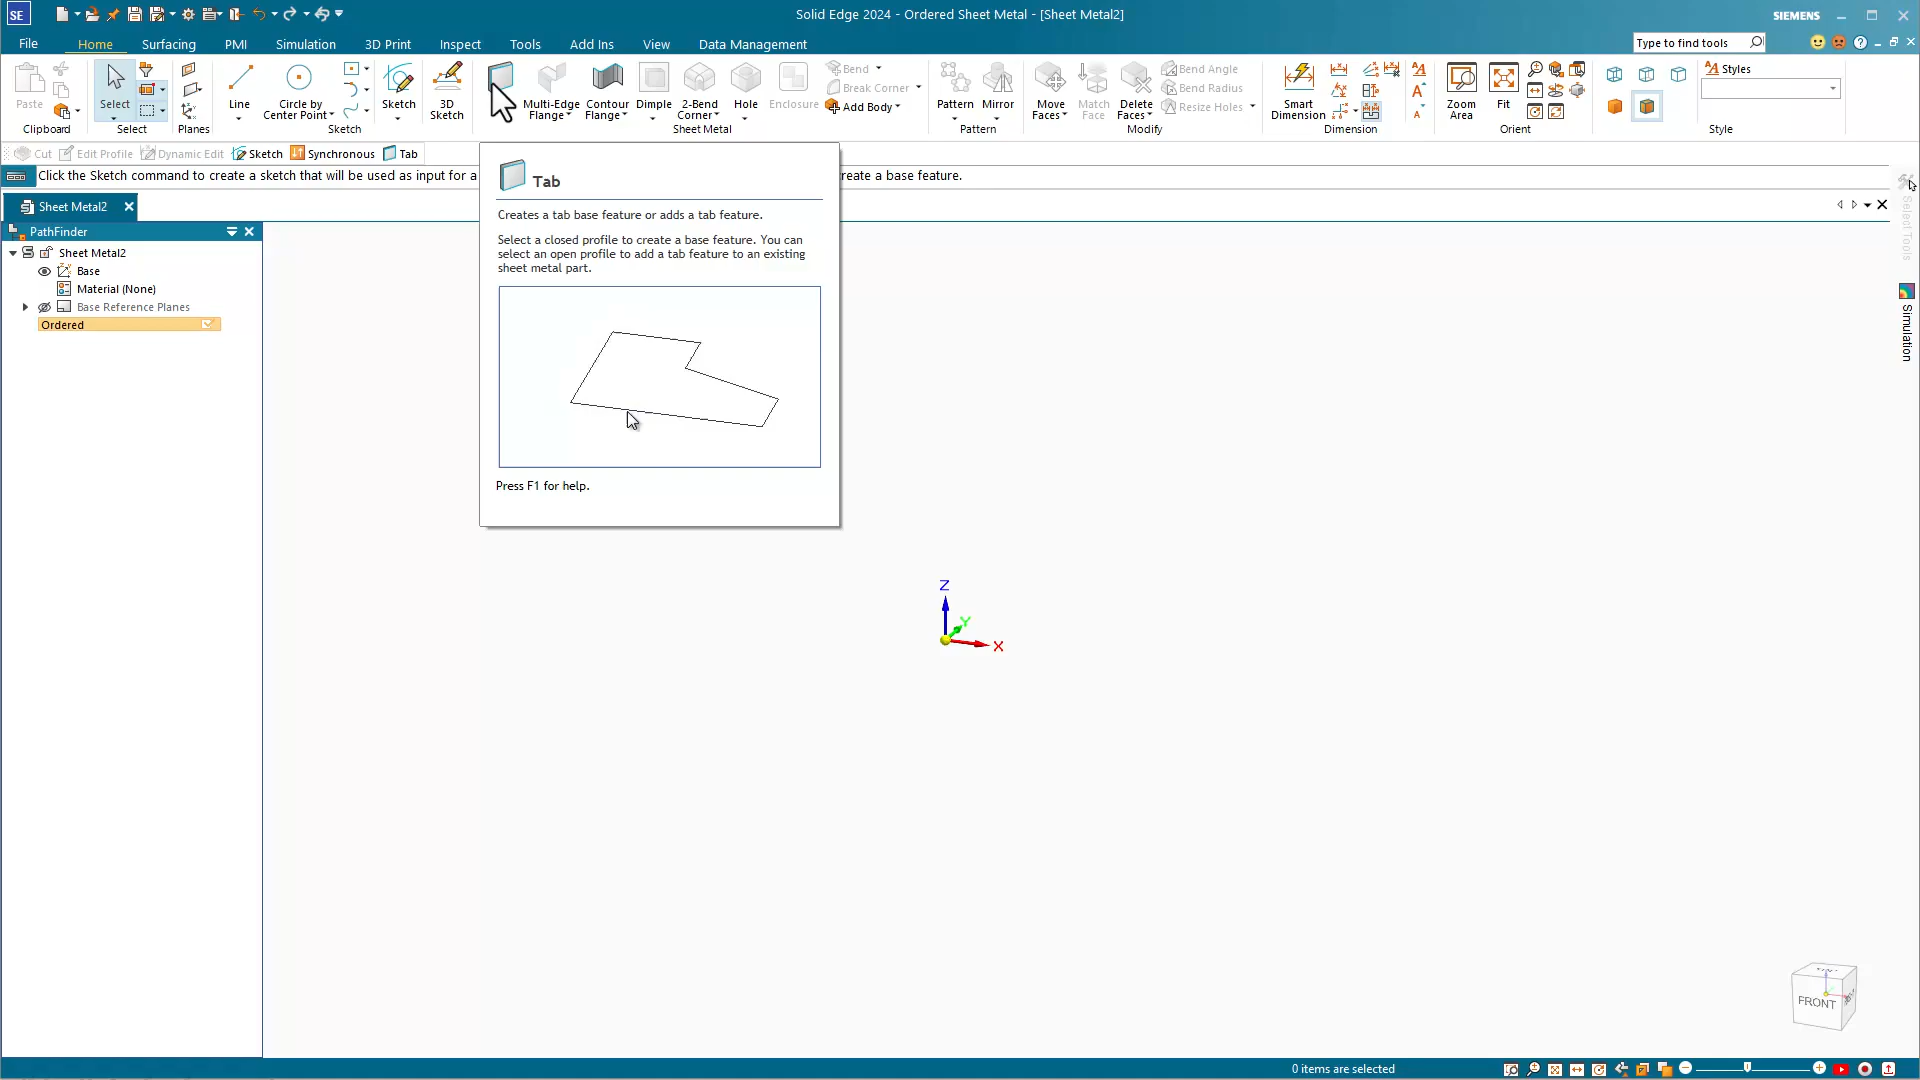 SE
Solid Edge 2024 - Ordered Sheet Metal - [Sheet Metal2]
SIEMENS
File Home Surfacing PMI Simulation 3D Print Inspect Tools Add Ins View Data Management
Type to find tools
Paste
Clipboard
Select
Select
Planes
Line
Circle by
Center Point
Sketch
Sketch
3D
Sketch
Multi-Edge
Flange
Contour
Flange
Dimple
2-Bend
Corner
Hole
Enclosure
Bend
Break Corner
Add Body
Sheet Metal
Pattern
Mirror
Pattern
Move
Faces
Match
Face
Delete
Faces
Bend Angle
Bend Radius
Resize Holes
Modify
Smart
Dimension
Dimension
Zoom
Area
Fit
Orient
Styles
Style
Cut Edit Profile Dynamic Edit Sketch Synchronous Tab
Click the Sketch command to create a sketch that will be used as input for a
reate a base feature.
Sheet Metal2
PathFinder
Sheet Metal2
Base
Material (None)
Base Reference Planes
Ordered
Tab
Creates a tab base feature or adds a tab feature.
Select a closed profile to create a base feature. You can
select an open profile to add a tab feature to an existing
sheet metal part.
Press F1 for help.
Select Tools
Simulation
Z
Y
X
FRONT
0 items are selected